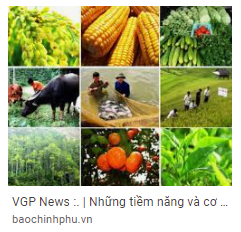 VGP News :. | Những tiềm năng và cơ ...
baochinhphu.vn